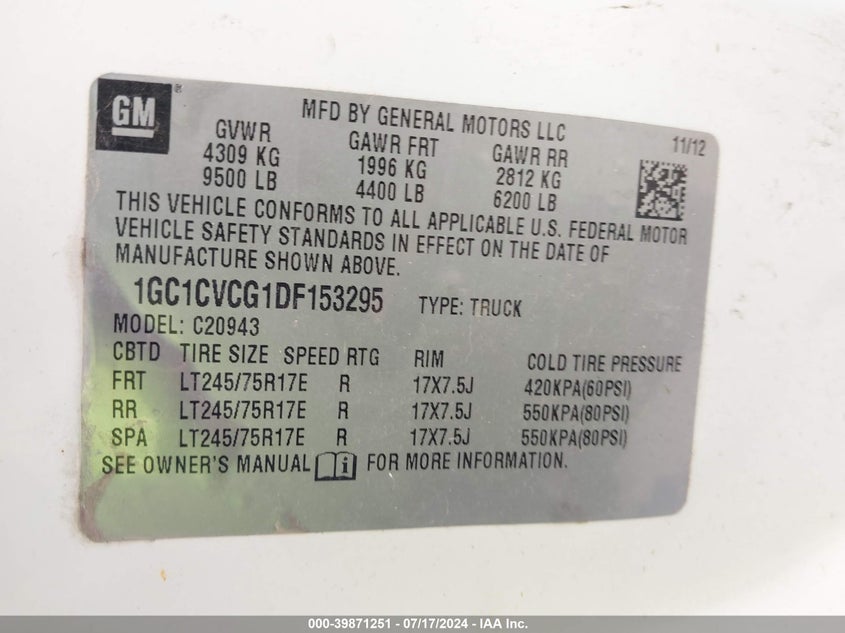 GM ®
MFD BY GENERAL MOTORS LLC
11/12
GVWR GAWR FRT GAWR RR
4309 KG 1996 KG 2812 KG
9500 LB 4400 LB 6200 LB
THIS VEHICLE CONFORMS TO ALL APPLICABLE U.S. FEDERAL MOTOR
VEHICLE SAFETY STANDARDS IN EFFECT ON THE DATE OF
MANUFACTURE SHOWN ABOVE.
1GC1CVCG1DF153295 TYPE: TRUCK
MODEL: C20943
CBTD TIRE SIZE SPEED RTG RIM COLD TIRE PRESSURE
FRT LT245/75R17E R 17X7.5J 420KPA(60PSI)
RR LT245/75R17E R 17X7.5J 550KPA(80PSI)
SPA LT245/75R17E R 17X7.5J 550KPA(80PSI)
SEE OWNER'S MANUAL i FOR MORE INFORMATION.
000-39871251 - 07/17/2024 - IAA Inc.